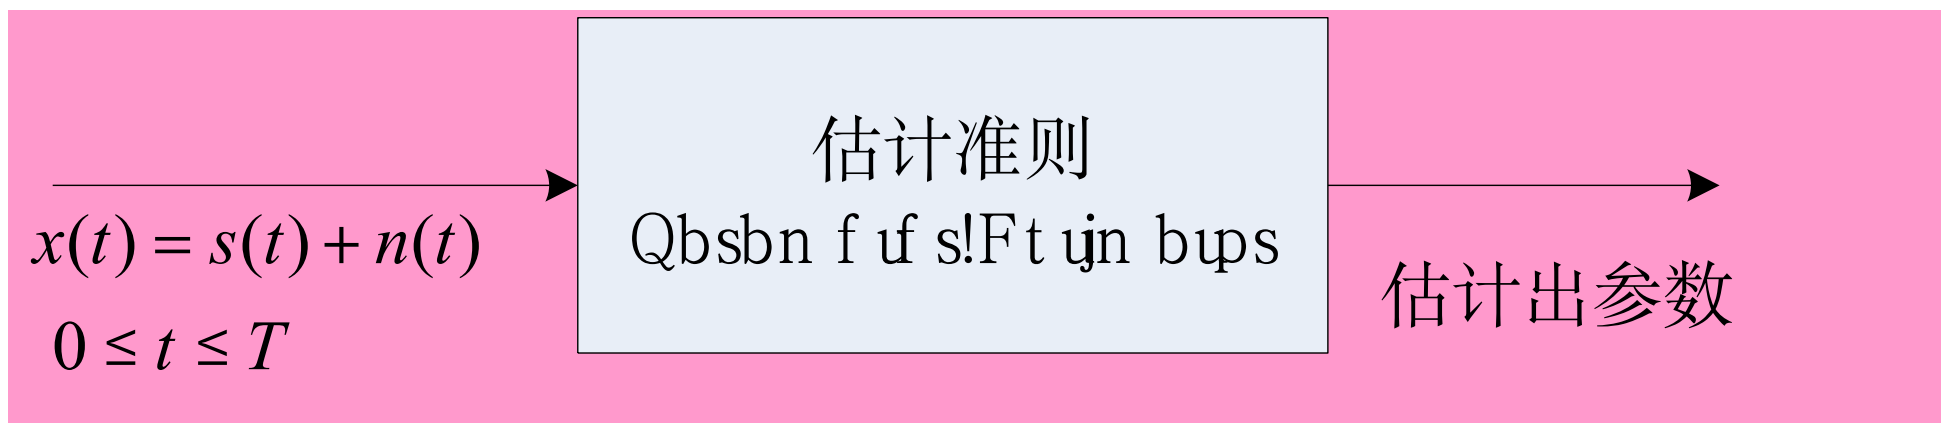 估计准则
Qbsbn f uf s!Ft ujn bups
x(t) = s(t) + n(t)
0 ≤ t ≤ T
估计出参数